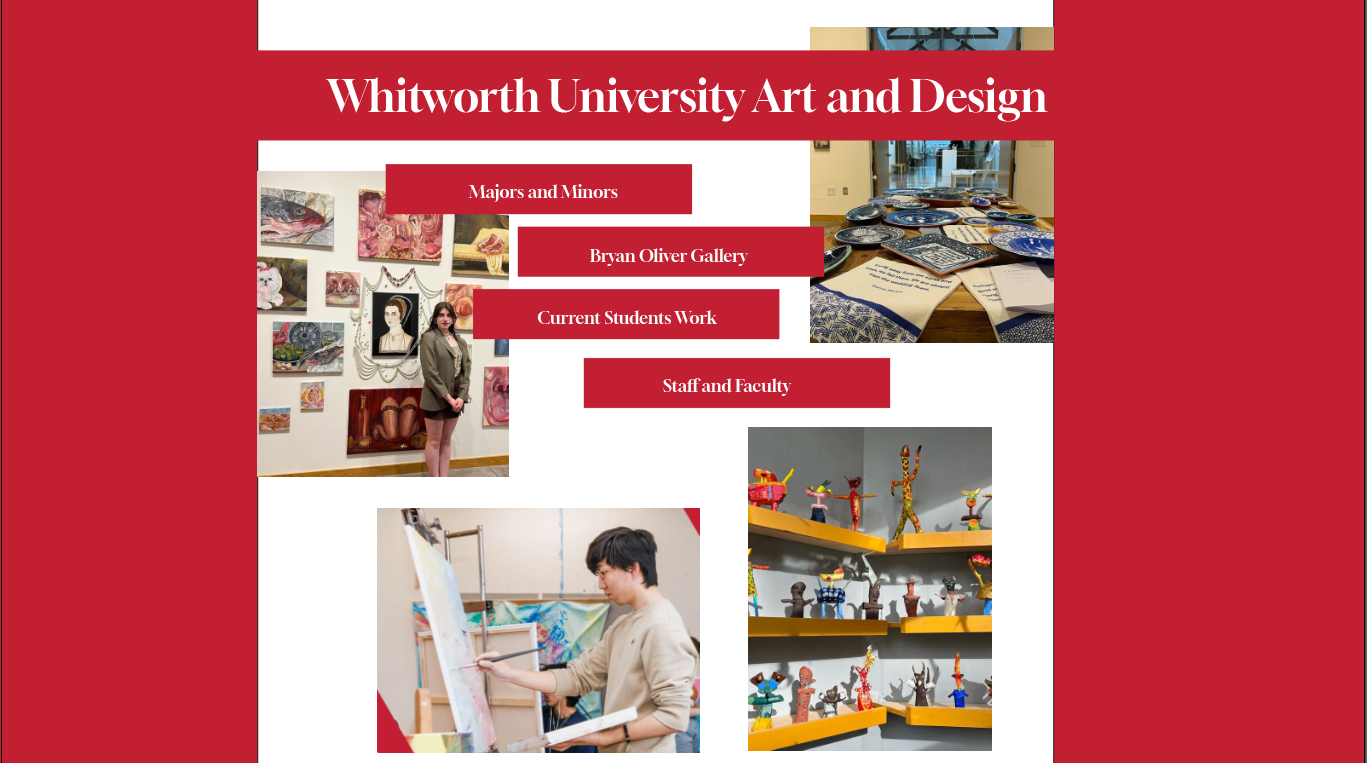 Whitworth University Art and Design
Majors and Minors
Bryan Oliver Gallery
Current Students Work
Staff and Faculty